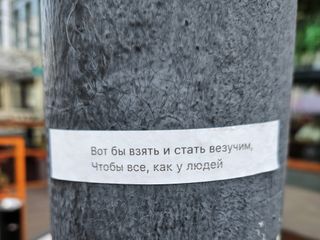 Вот бы взять и стать везучим,
Чтобы все, как у людей